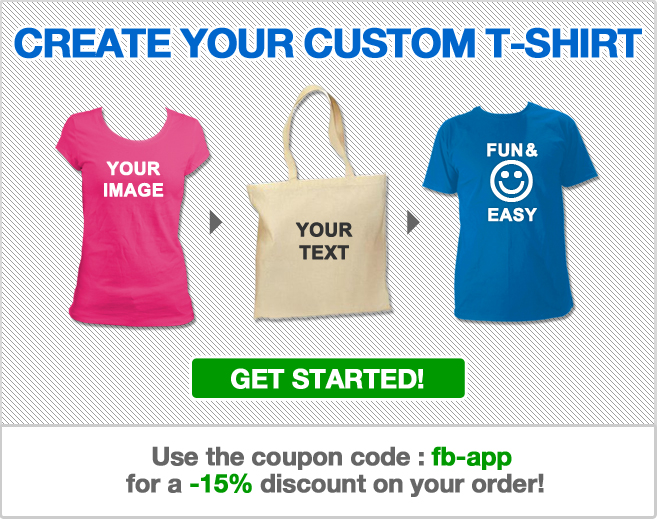 CREATE YOUR CUSTOM T-SHIRT
YOUR
IMAGE
YOUR
TEXT
FUN &
EASY
GET STARTED!
Use the coupon code : fb-app
for a -15% discount on your order!